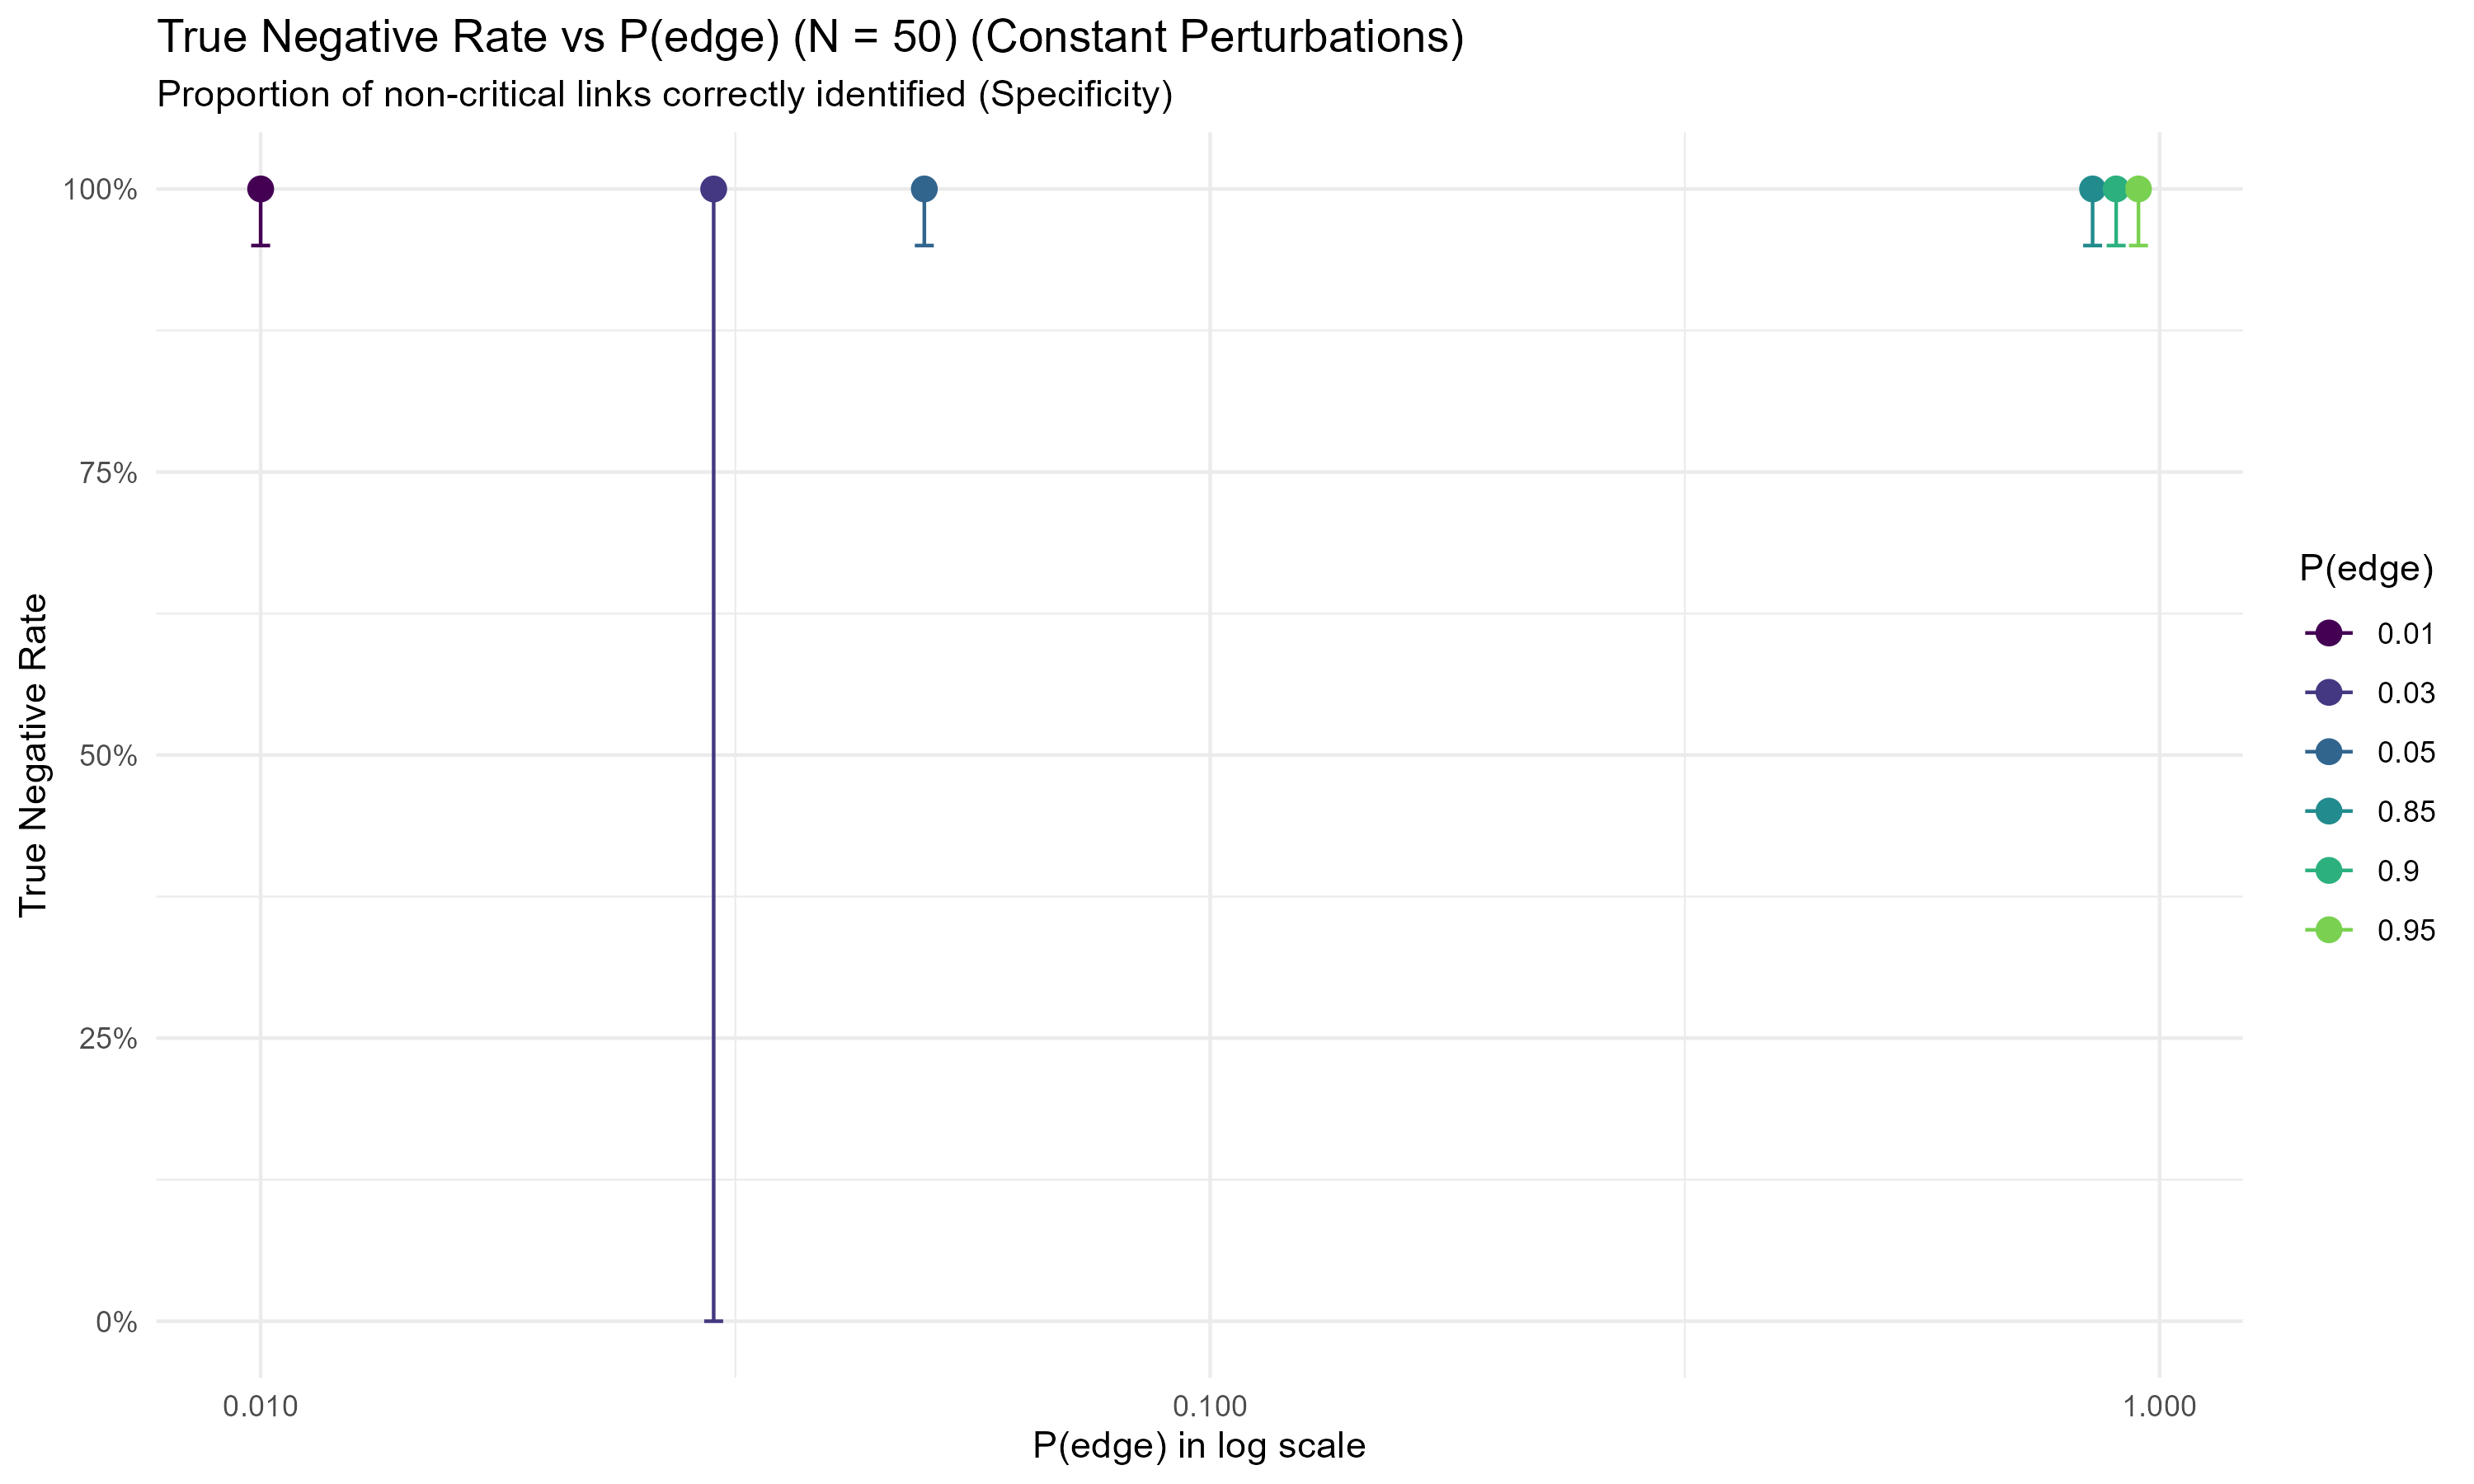 True Negative Rate vs P(edge) (N = 50) (Constant Perturbations)
Proportion of non-critical links correctly identified (Specificity)
True Negative Rate
100%
75%
50%
25%
0%
0.010
0.100
1.000
P(edge) in log scale
P(edge)
0.01
0.03
0.05
0.85
0.9
0.95